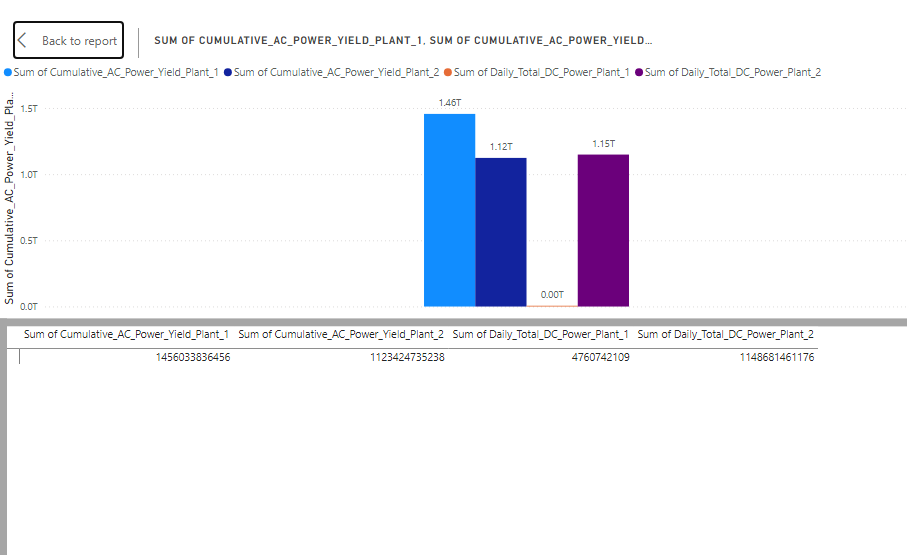 Back to report
SUM OF CUMULATIVE_AC_POWER_YIELD_PLANT_1, SUM OF CUMULATIVE_AC_POWER_YIELD...
Sum of Cumulative_AC_Power_Yield_Plant_1 Sum of Cumulative_AC_Power_Yield_Plant_2 Sum of Daily_Total_DC_Power_Plant_1 Sum of Daily_Total_DC_Power_Plant_2
Sum of Cumulative_AC_Power_Yield_Pla...
1.5T
1.0T
0.5T
0.0T
1.46T
1.12T
0.00T
1.15T
Sum of Cumulative_AC_Power_Yield_Plant_1 Sum of Cumulative_AC_Power_Yield_Plant_2 Sum of Daily_Total_DC_Power_Plant_1 Sum of Daily_Total_DC_Power_Plant_2
1456033836456 1123424735238 4760742109 1148681461176